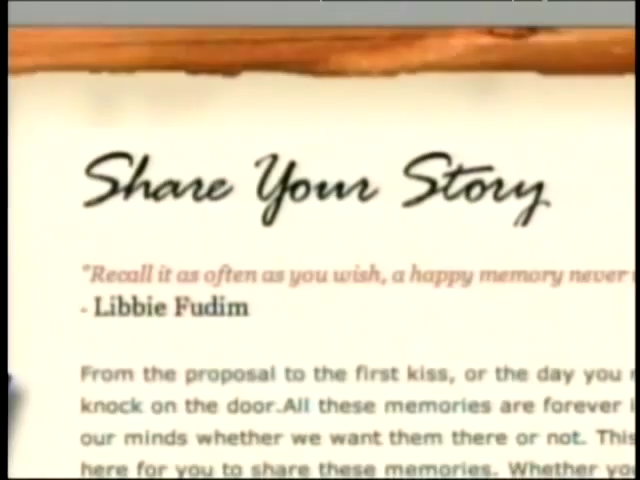 Share Your Story
"Recall it as often as you wish, a happy memory never
- Libbie Fudim
From the proposal to the first kiss, or the day you
knock on the door.All these memories are forever
our minds whether we want them there or not. This
here for you to share these memories. Whether you